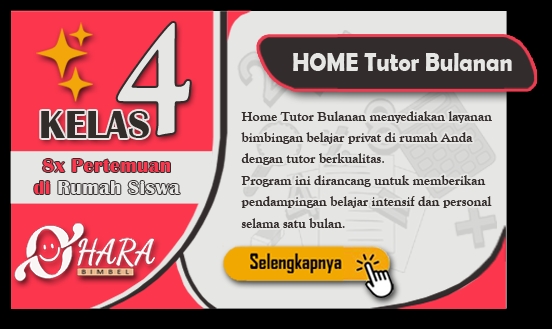 KELAS 4
8x Pertemuan
di Rumah Siswa
O'HARA
BIMBEL
HOME Tutor Bulanan
Home Tutor Bulanan menyediakan layanan
bimbingan belajar privat di rumah Anda
dengan tutor berkualitas.
Program ini dirancang untuk memberikan
pendampingan belajar intensif dan personal
selama satu bulan.
Selengkapnya